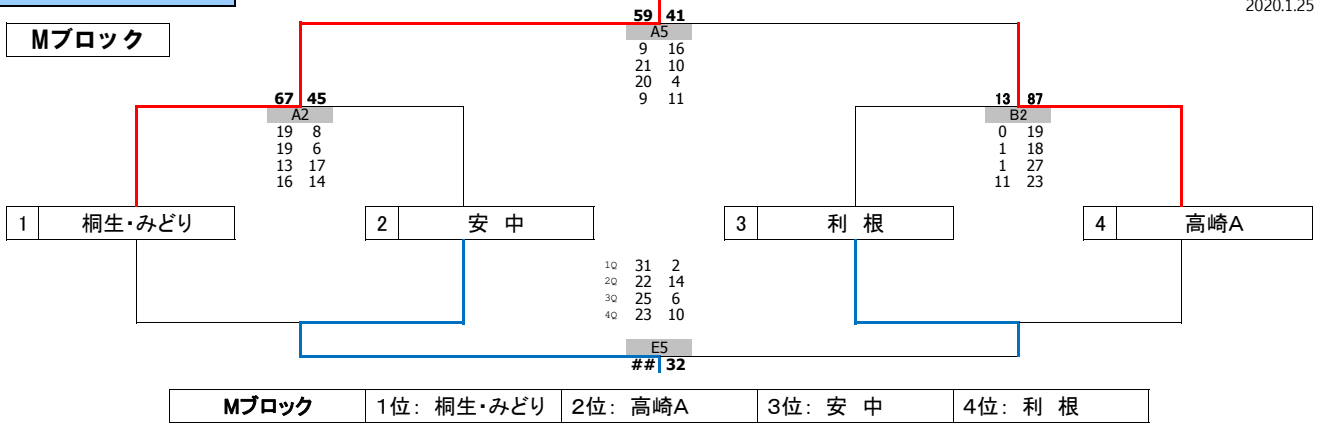 2020.1.25
Mブロック
59 41
A5
9 16
21 10
20 4
9 11
67 45
A2
19 8
19 6
13 17
16 14
13 87
B2
0 19
1 18
1 27
11 23
1 桐生・みどり
2 安 中
3 利 根
4 高崎A
1Q 31 2
2Q 22 14
3Q 25 6
4Q 23 10
E5
## 32
Mブロック 1位: 桐生・みどり 2位: 高崎A 3位: 安 中 4位: 利 根